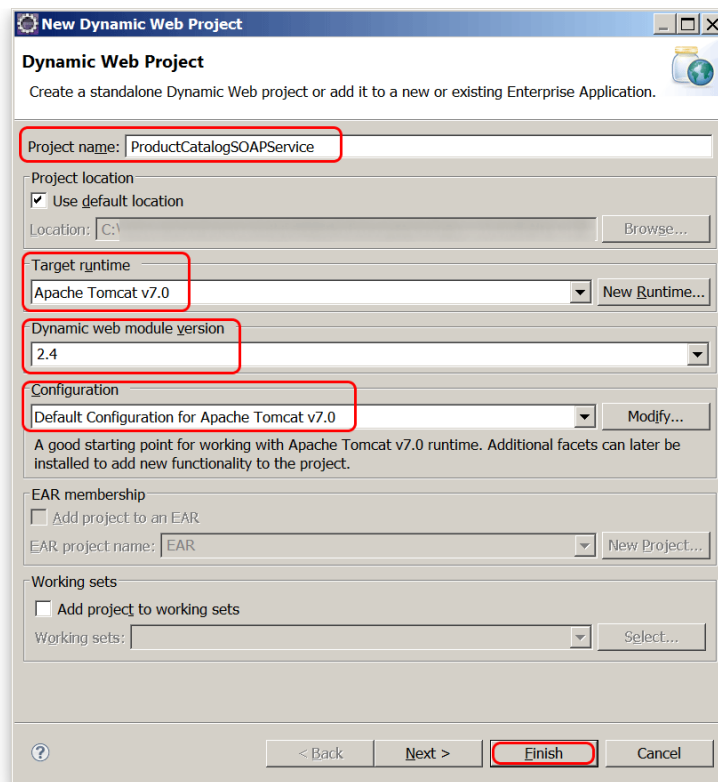 New Dynamic Web Project
Dynamic Web Project
Create a standalone Dynamic Web project or add it to a new or existing Enterprise Application.
Project name: ProductCatalogSOAPService
Project location
Use default location
Location: C:\ Browse...
Target runtime
Apache Tomcat v7.0 New Runtime...
Dynamic web module version
2.4
Configuration
Default Configuration for Apache Tomcat v7.0 Modify...
A good starting point for working with Apache Tomcat v7.0 runtime. Additional facets can later be
installed to add new functionality to the project.
EAR membership
Add project to an EAR
EAR project name: EAR New Project...
Working sets
Add project to working sets
Working sets: Select...
? < Back Next > Finish Cancel